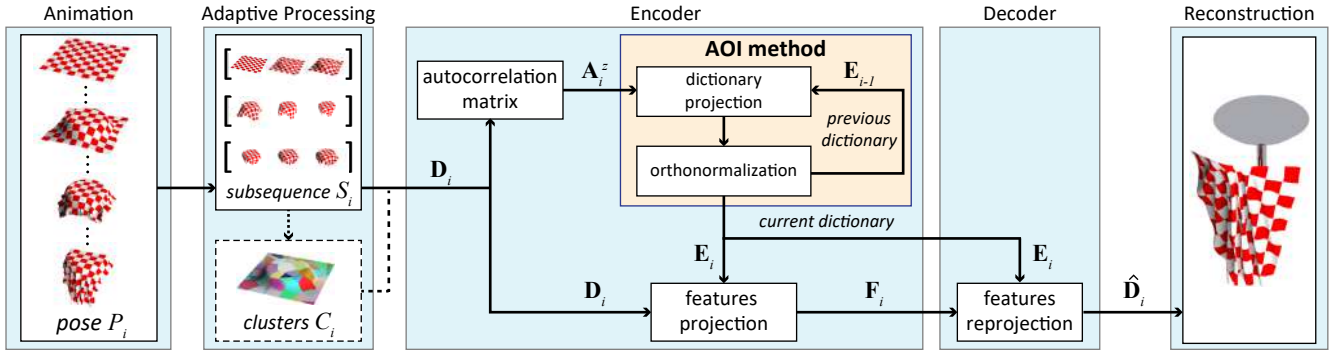 Animation
Adaptive Processing
Encoder
Decoder
Reconstruction
pose P_i
subsequence S_i
clusters C_i
D_i
autocorrelation
matrix
A_i^z
AOI method
dictionary
projection
E_{i-1}
previous
dictionary
orthonormalization
current dictionary
E_i
E_i
D_i
features
projection
F_i
features
reprojection
D̂_i